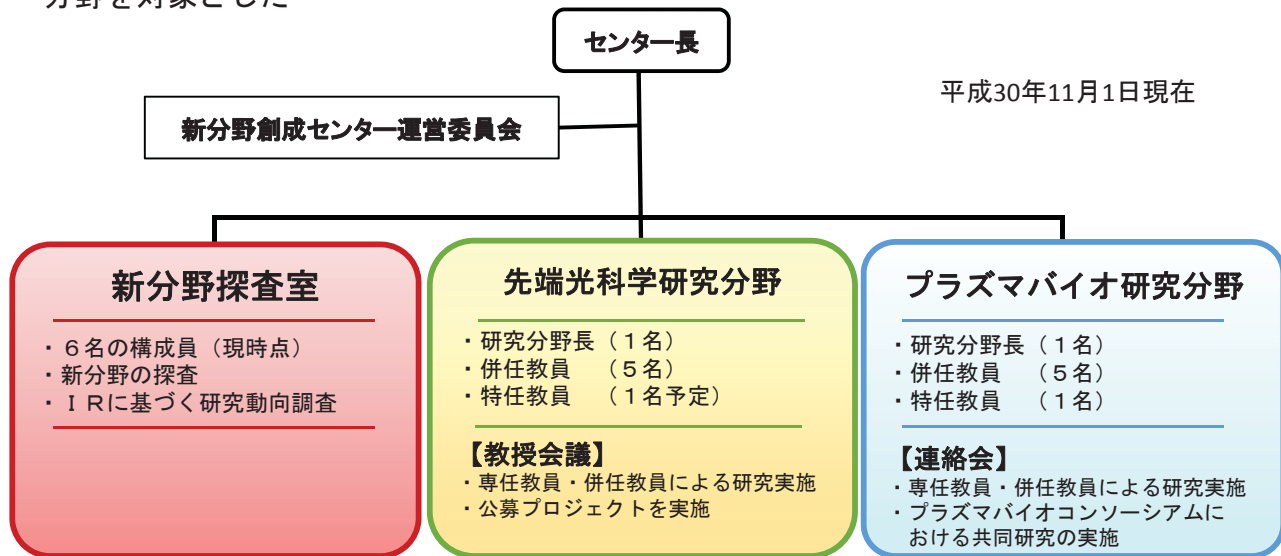 分野を対象とした
センター長
平成30年11月1日現在
新分野創成センター運営委員会
新分野探査室
・６名の構成員（現時点）
・新分野の探査
・ＩＲに基づく研究動向調査
先端光科学研究分野
・研究分野長（１名）
・併任教員　（５名）
・特任教員　（１名予定）
【教授会議】
・専任教員・併任教員による研究実施
・公募プロジェクトを実施
プラズマバイオ研究分野
・研究分野長（１名）
・併任教員　（５名）
・特任教員　（１名）
【連絡会】
・専任教員・併任教員による研究実施
・プラズマバイオコンソーシアムに
おける共同研究の実施